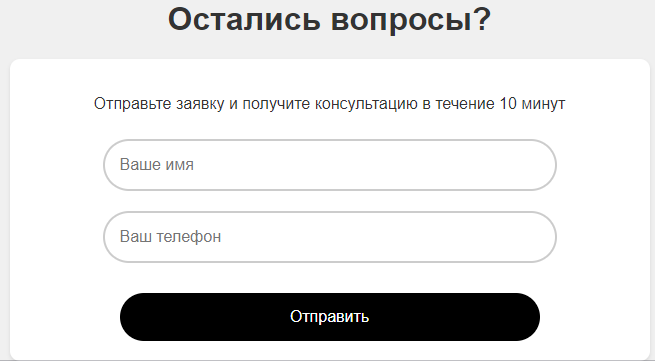 Остались вопросы?
Отправьте заявку и получите консультацию в течение 10 минут
Ваше имя
Ваш телефон
Отправить